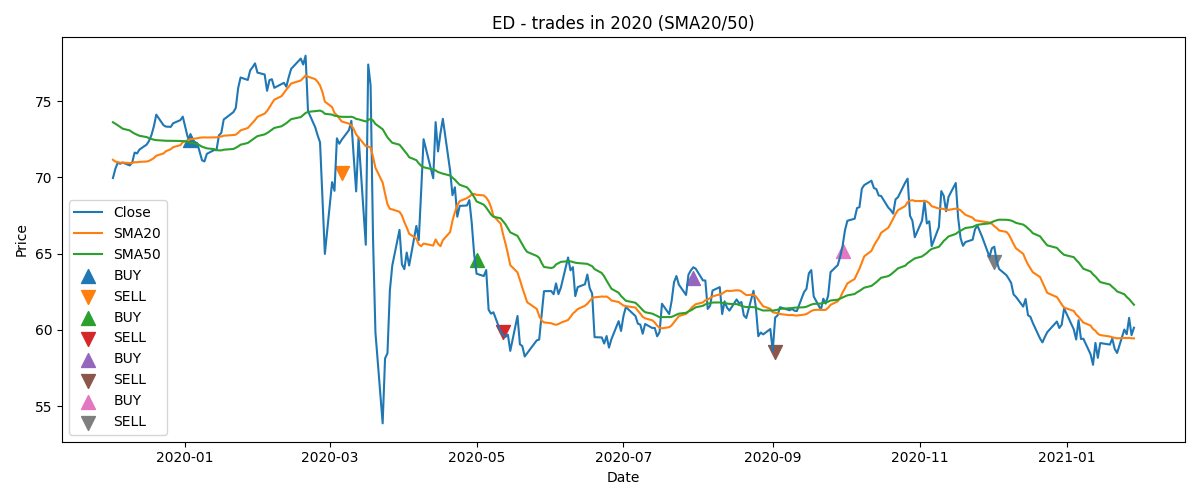 ED - trades in 2020 (SMA20/50)
Price
75
70
65
60
55
Close
SMA20
SMA50
BUY
SELL
BUY
SELL
BUY
SELL
BUY
SELL
2020-01
2020-03
2020-05
2020-07
2020-09
2020-11
2021-01
Date